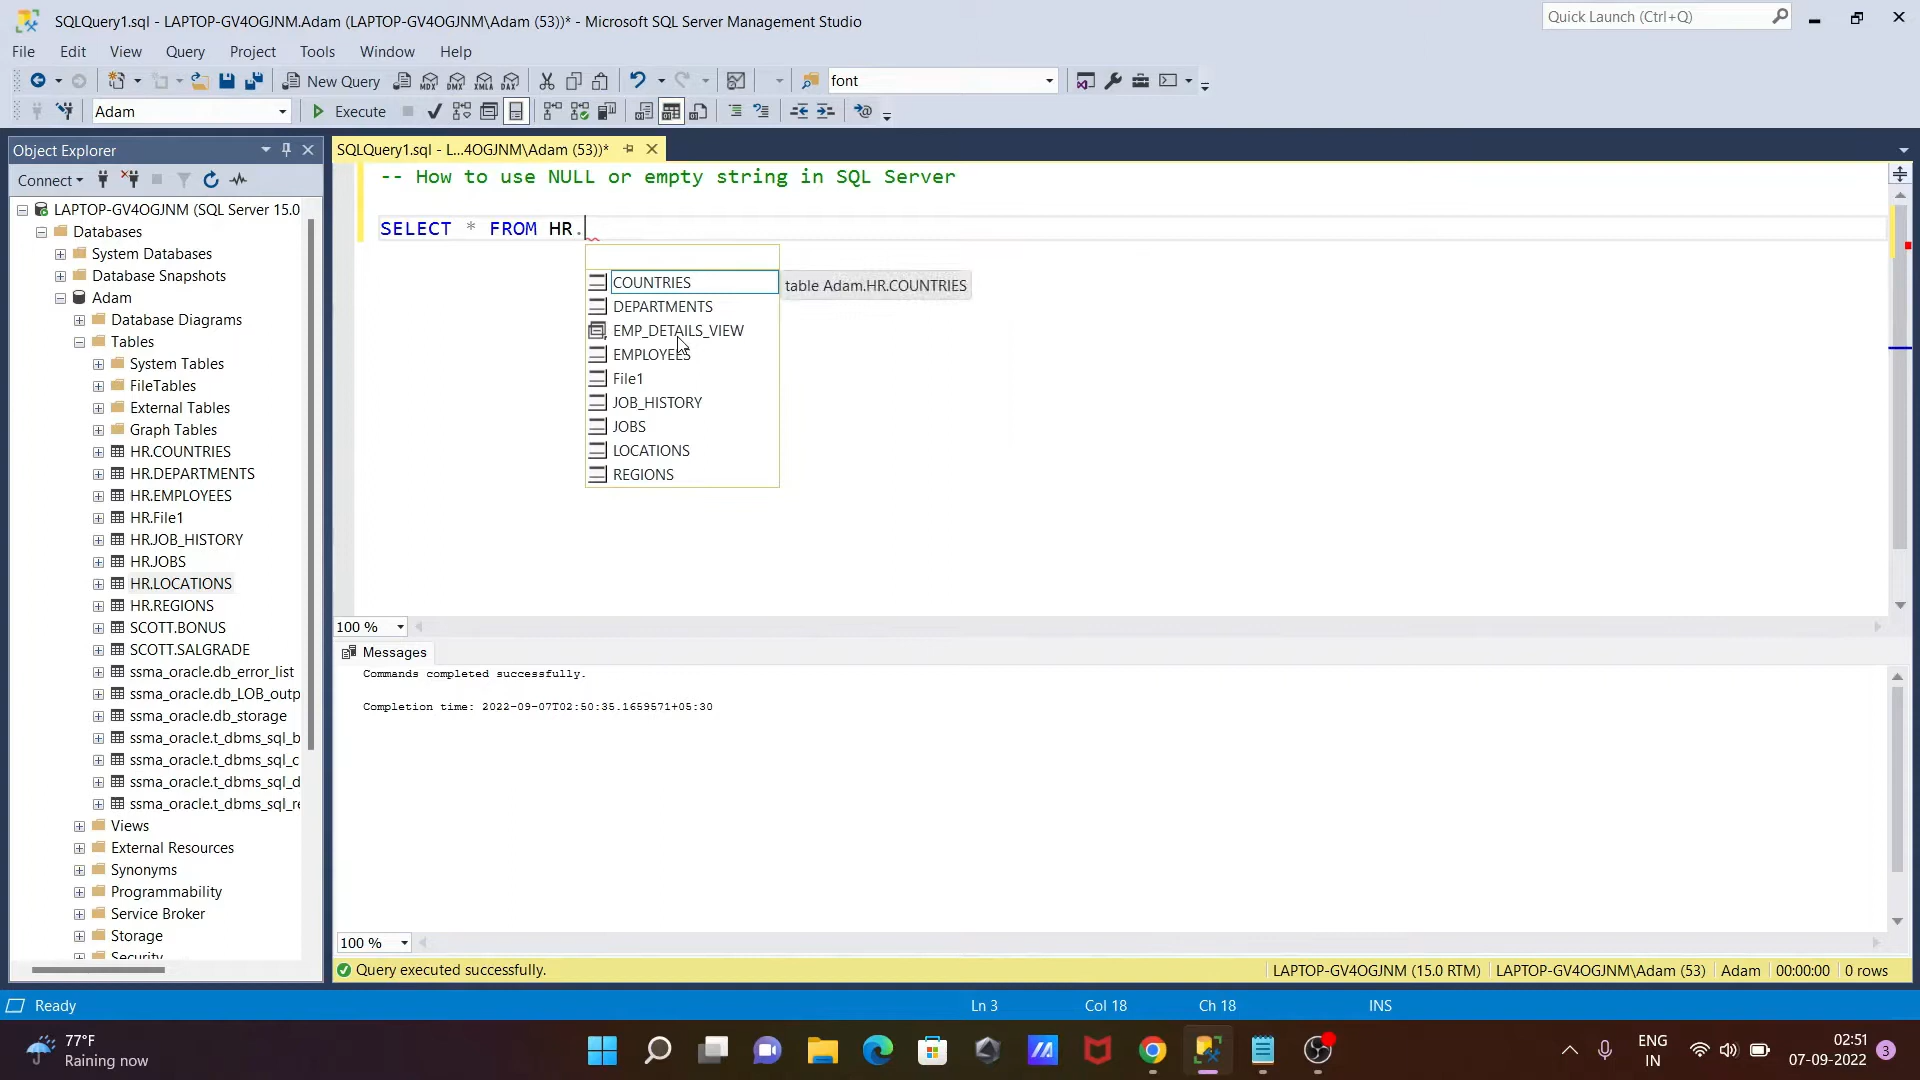 SQLQuery1.sql - LAPTOP-GV4OGJNM.Adam (LAPTOP-GV4OGJNM\Adam (53))* - Microsoft SQL Server Management Studio
Quick Launch (Ctrl+Q)
File Edit View Query Project Tools Window Help
New Query
MDX DMX XMLA DAX
font
Adam
Execute
Object Explorer
SQLQuery1.sql - L...4OGJNM\Adam (53))*
Connect
LAPTOP-GV4OGJNM (SQL Server 15.0
Databases
System Databases
Database Snapshots
Adam
Database Diagrams
Tables
System Tables
FileTables
External Tables
Graph Tables
HR.COUNTRIES
HR.DEPARTMENTS
HR.EMPLOYEES
HR.File1
HR.JOB_HISTORY
HR.JOBS
HR.LOCATIONS
HR.REGIONS
SCOTT.BONUS
SCOTT.SALGRADE
ssma_oracle.db_error_list
ssma_oracle.db_LOB_outp
ssma_oracle.db_storage
ssma_oracle.t_dbms_sql_b
ssma_oracle.t_dbms_sql_c
ssma_oracle.t_dbms_sql_d
ssma_oracle.t_dbms_sql_re
Views
External Resources
Synonyms
Programmability
Service Broker
Storage
Security
-- How to use NULL or empty string in SQL Server
SELECT * FROM HR.
COUNTRIES
table Adam.HR.COUNTRIES
DEPARTMENTS
EMP_DETAILS_VIEW
EMPLOYEES
File1
JOB_HISTORY
JOBS
LOCATIONS
REGIONS
100 %
Messages
Commands completed successfully.
Completion time: 2022-09-07T02:50:35.1659571+05:30
100 %
Query executed successfully.
LAPTOP-GV4OGJNM (15.0 RTM) LAPTOP-GV4OGJNM\Adam (53) Adam 00:00:00 0 rows
Ready
Ln 3 Col 18 Ch 18 INS
77°F
Raining now
ENG
IN
02:51
07-09-2022
3